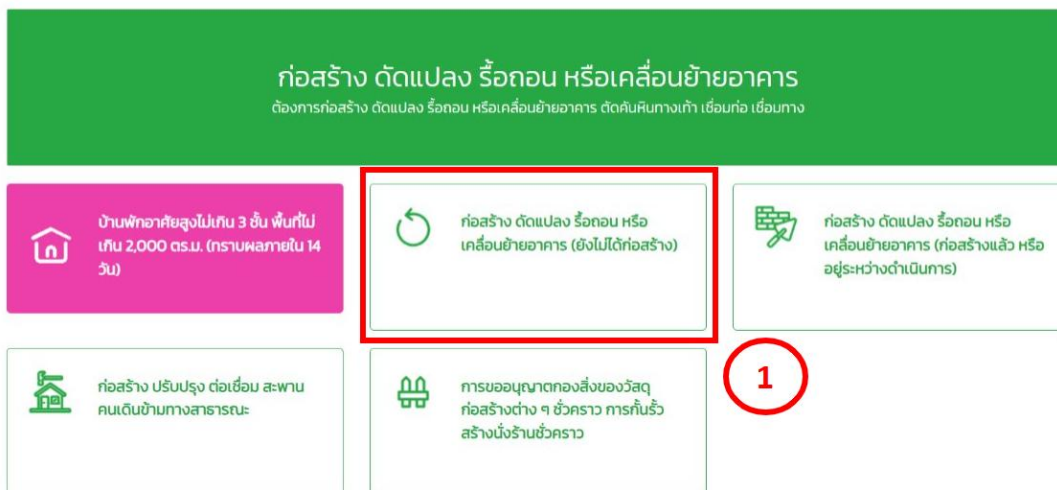 ก่อสร้าง ดัดแปลง รื้อถอน หรือเคลื่อนย้ายอาคาร
ต้องการก่อสร้าง ดัดแปลง รื้อถอน หรือเคลื่อนย้ายอาคาร ตัดคันหินทางเท้า เชื่อมท่อ เชื่อมทาง
บ้านพักอาศัยสูงไม่เกิน 3 ชั้น พื้นที่ไม่
เกิน 2,000 ตร.ม. (ทราบผลภายใน 14
วัน)
ก่อสร้าง ดัดแปลง รื้อถอน หรือ
เคลื่อนย้ายอาคาร (ยังไม่ได้ก่อสร้าง)
ก่อสร้าง ดัดแปลง รื้อถอน หรือ
เคลื่อนย้ายอาคาร (ก่อสร้างแล้ว หรือ
อยู่ระหว่างดำเนินการ)
ก่อสร้าง ปรับปรุง ต่อเชื่อม สะพาน
คนเดินข้ามทางสาธารณะ
การขออนุญาตกองสิ่งของวัสดุ
ก่อสร้างต่าง ๆ ชั่วคราว การกั้นรั้ว
สร้างนั่งร้านชั่วคราว
1